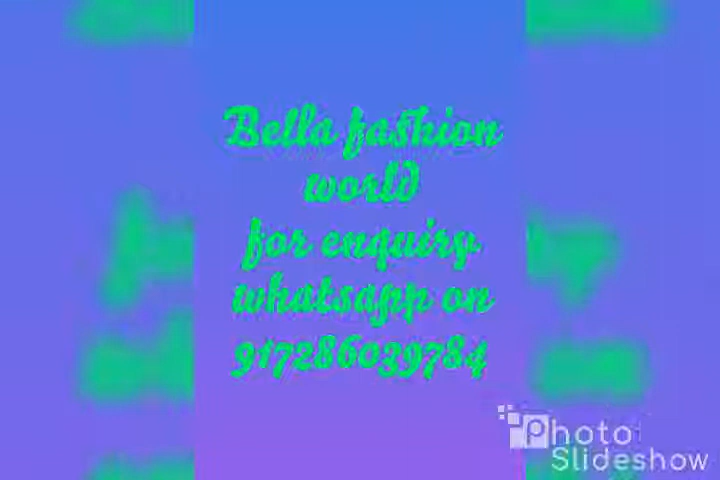 Bella fashion
world
for enquiry
whatsapp on
917286039784
Photo
Slideshow